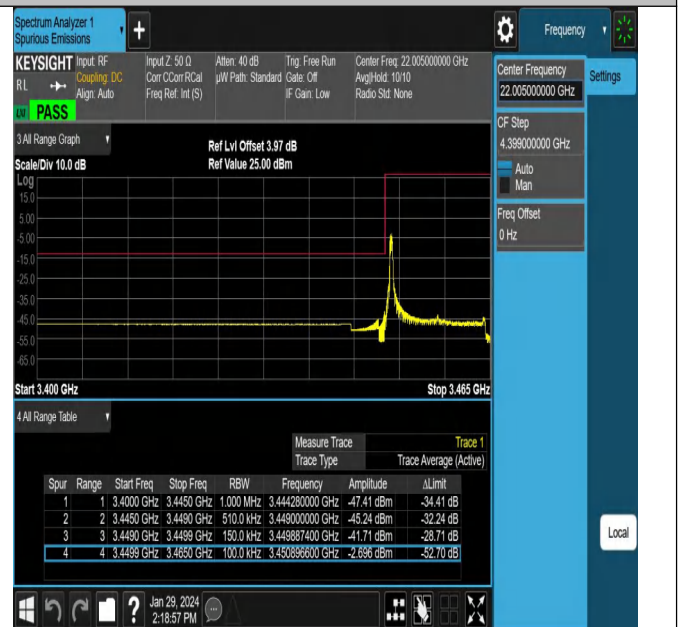 Spectrum Analyzer 1
Spurious Emissions
+
Frequency
KEYSIGHT Input: RF Input Z: 50 Ω Atten: 40 dB Trig: Free Run Center Freq: 22.005000000 GHz
RL Coupling: DC Corr CCorr RCal µW Path: Standard Gate: Off Avg|Hold: 10/10
Align: Auto Freq Ref: Int (S) IF Gain: Low Radio Std: None
LXI PASS
Center Frequency
22.005000000 GHz
Settings
CF Step
4.399000000 GHz
Auto
Man
Freq Offset
0 Hz
3 All Range Graph
Ref Lvl Offset 3.97 dB
Scale/Div 10.0 dB Ref Value 25.00 dBm
Log
15.0
5.00
-5.00
-15.0
-25.0
-35.0
-45.0
-55.0
-65.0
Start 3.400 GHz Stop 3.465 GHz
4 All Range Table
Measure Trace Trace 1
Trace Type Trace Average (Active)
Spur Range Start Freq Stop Freq RBW Frequency Amplitude ΔLimit
1 1 3.4000 GHz 3.4450 GHz 1.000 MHz 3.444280000 GHz -47.41 dBm -34.41 dB
2 2 3.4450 GHz 3.4490 GHz 510.0 kHz 3.449000000 GHz -45.24 dBm -32.24 dB
3 3 3.4490 GHz 3.4499 GHz 150.0 kHz 3.449887400 GHz -41.71 dBm -28.71 dB
4 4 3.4499 GHz 3.4650 GHz 100.0 kHz 3.450896600 GHz -2.696 dBm -52.70 dB
Local
? Jan 29, 2024
2:18:57 PM